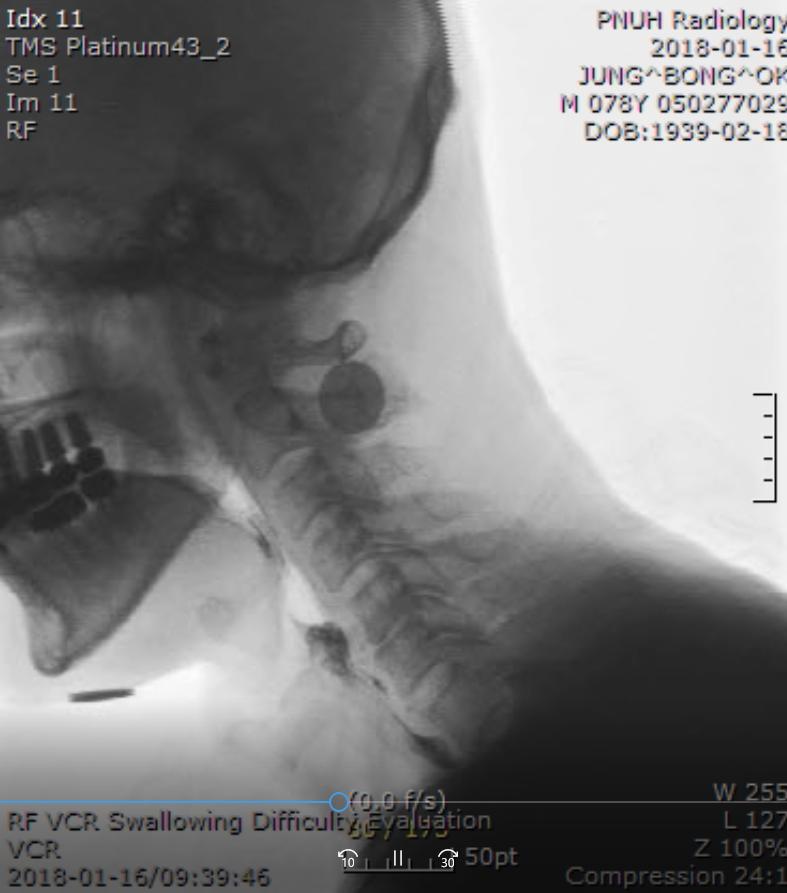 Idx 11
TMS Platinum43_2
Se 1
Im 11
RF
PNUH Radiology
2018-01-16
JUNG^BONG^OK
M 078Y 050277029
DOB:1939-02-18
(0.0 f/s)
RF VCR Swallowing Difficulty Evaluation
VCR
2018-01-16/09:39:46
10
30
50pt
W 255
L 127
Z 100%
Compression 24:1